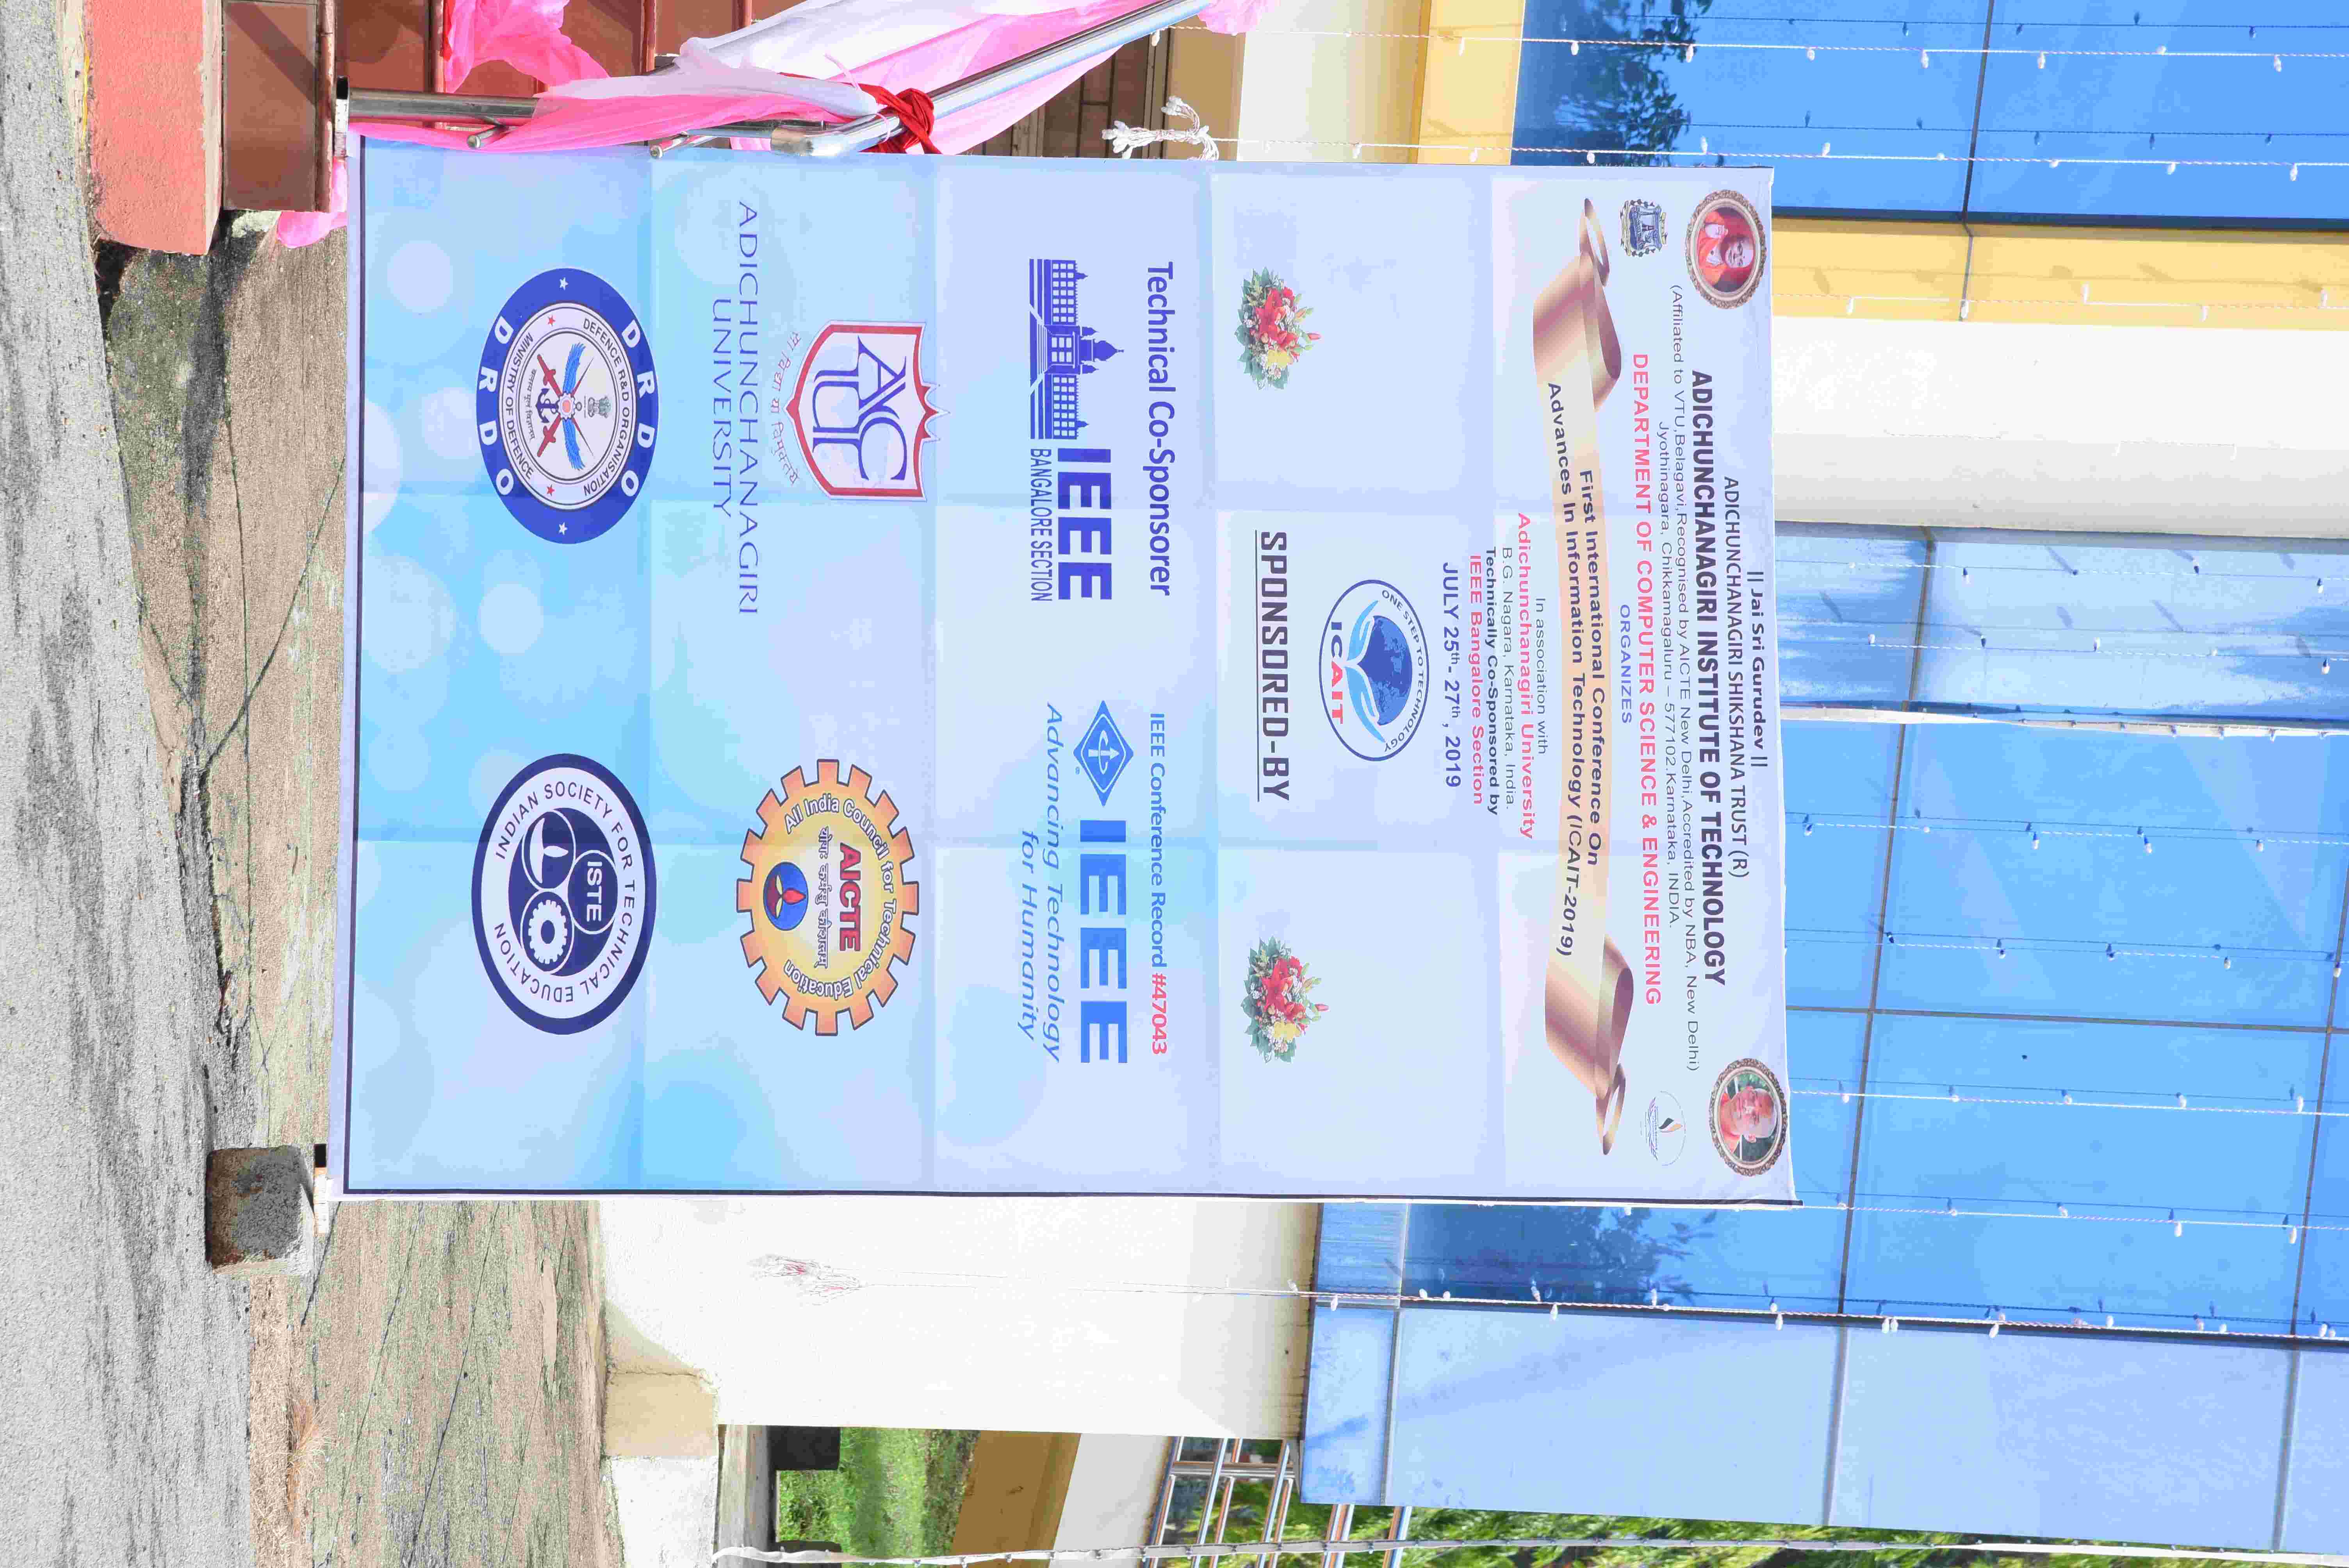 || Jai Sri Gurudev ||
ADICHUNCHANAGIRI SHIKSHANA TRUST (R)
ADICHUNCHANAGIRI INSTITUTE OF TECHNOLOGY
(Affiliated to VTU,Belagavi,Recognised by AICTE New Delhi,Accredited by NBA, New Delhi)
Jyothinagara, Chikkamagaluru – 577102.Karnataka, INDIA.
DEPARTMENT OF COMPUTER SCIENCE & ENGINEERING
ORGANIZES
First International Conference On
Advances In Information Technology (ICAIT-2019)
In association with
Adichunchanagiri University
B.G Nagara, Karnataka, India.
Technically Co-Sponsored by
IEEE Bangalore Section
JULY 25th- 27th, 2019
ONE STEP TO TECHNOLOGY
ICAIT
SPONSORED-BY
Technical Co-Sponsorer
IEEE
BANGALORE SECTION
IEEE Conference Record #47043
IEEE
Advancing Technology
for Humanity
ACU
सा विद्या या विमुक्तये
ADICHUNCHANAGIRI
UNIVERSITY
All India Council for Technical Education
AICTE
योगः कर्मसु कौशलम्
DRDO
DEFENCE R&D ORGANISATION
MINISTRY OF DEFENCE
DRDO
INDIAN SOCIETY FOR TECHNICAL EDUCATION
ISTE